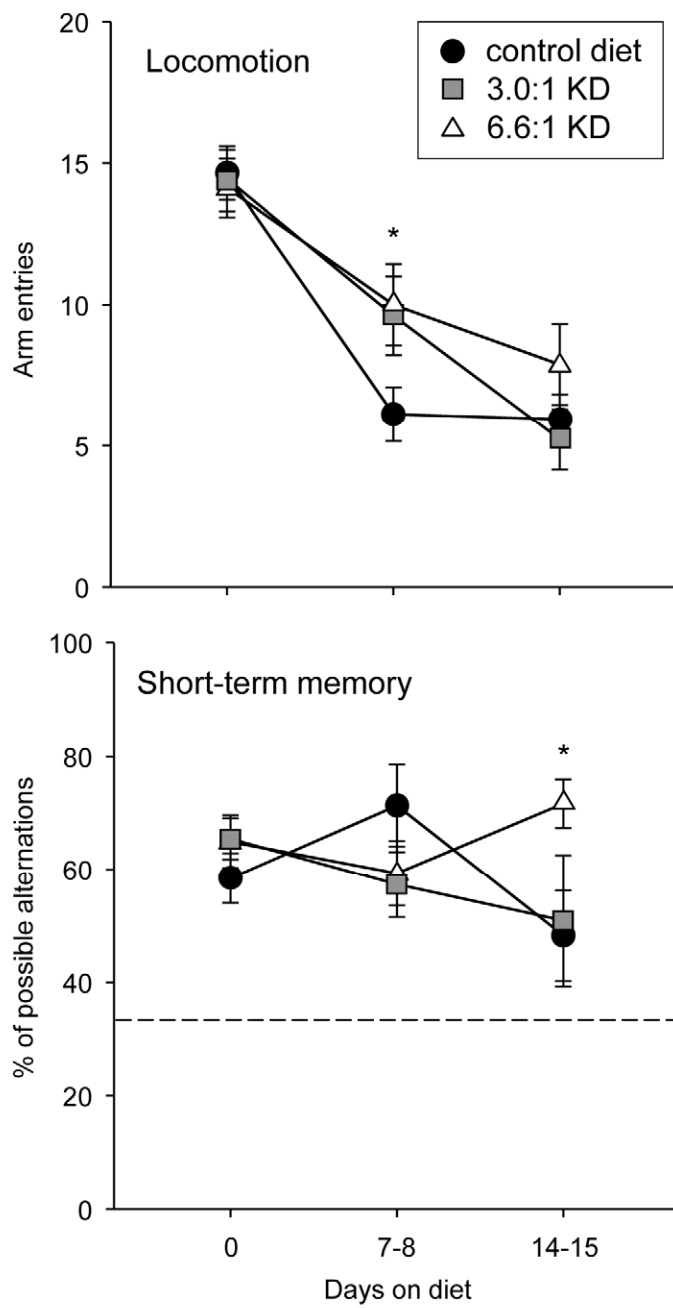 20
15
10
5
0
Arm entries
Locomotion
control diet
3.0:1 KD
6.6:1 KD
*
100
80
60
40
20
0
% of possible alternations
Short-term memory
*
0 7-8 14-15
Days on diet